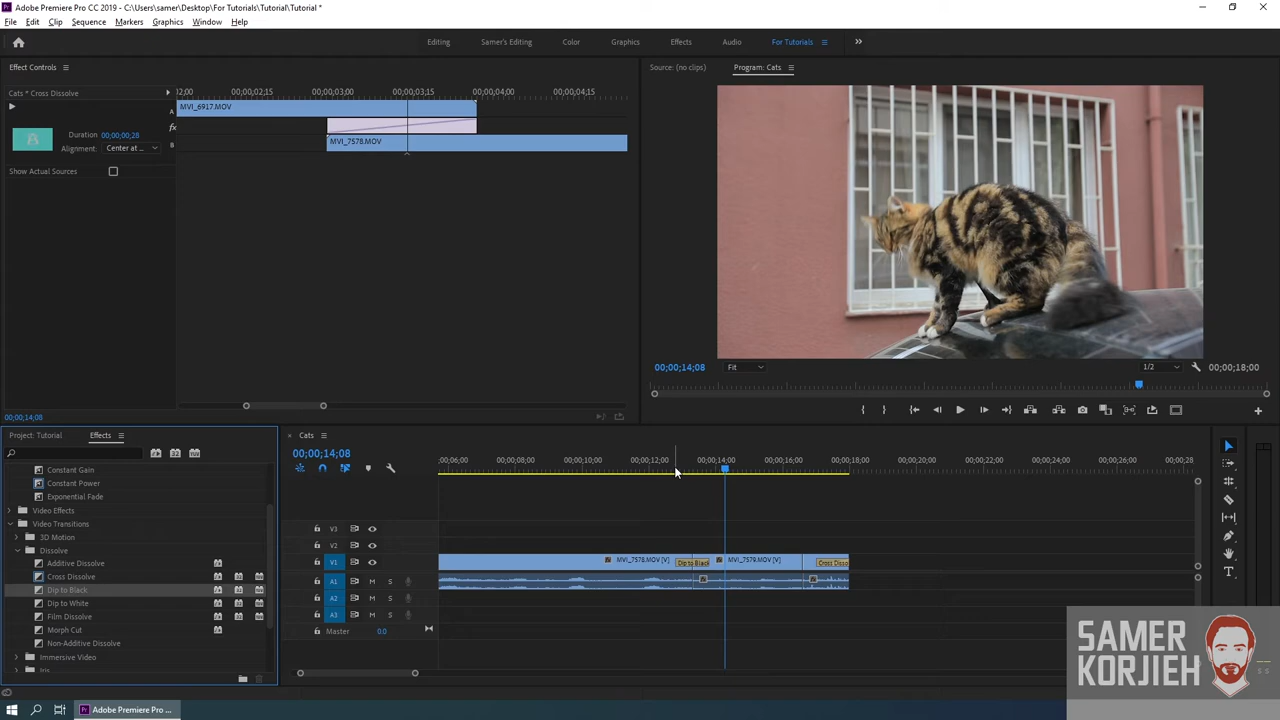 Adobe Premiere Pro CC 2019 - C:\Users\samer\Desktop\For Tutorials\Tutorial\Tutorial *
File Edit Clip Sequence Markers Graphics Window Help
Editing Samer's Editing Color Graphics Effects Audio For Tutorials
Effect Controls
Source: (no clips) Program: Cats
Cats * Cross Dissolve
;02;00 00;00;02;15 00;00;03;00 00;00;03;15 00;00;04;00 00;00;04;15
A MVI_6917.MOV
fx
Duration 00;00;00;28
Alignment: Center at ...
B MVI_7578.MOV
Show Actual Sources
00;00;14;08 Fit 1/2 00;00;18;00
00;00;14;08
Project: Tutorial Effects
Cats
00;00;14;08
;00;06;00 00;00;08;00 00;00;10;00 00;00;12;00 00;00;14;00 00;00;16;00 00;00;18;00 00;00;20;00 00;00;22;00 00;00;24;00 00;00;26;00 00;00;28
Constant Gain
Constant Power
Exponential Fade
Video Effects
Video Transitions
3D Motion
Dissolve
Additive Dissolve
Cross Dissolve
Dip to Black
Dip to White
Film Dissolve
Morph Cut
Non-Additive Dissolve
Immersive Video
Iris
V3
V2
V1 MVI_7578.MOV [V] Dip to Black MVI_7579.MOV [V] Cross Disso
A1 M S
A2 M S
A3 M S
Master 0.0
S S
SAMER
KORJIEH
Adobe Premiere Pro ...